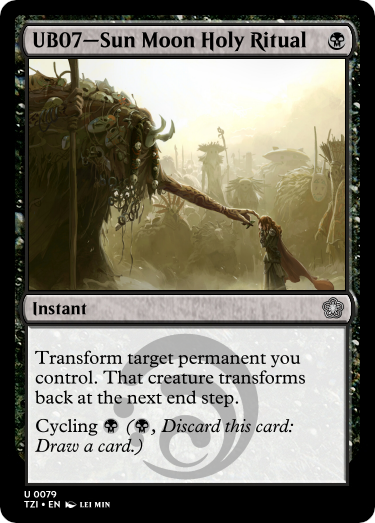 UB07—Sun Moon Holy Ritual
Instant
Transform target permanent you
control. That creature transforms
back at the next end step.
Cycling (, Discard this card:
Draw a card.)
U 0079
TZI • EN LEI MIN